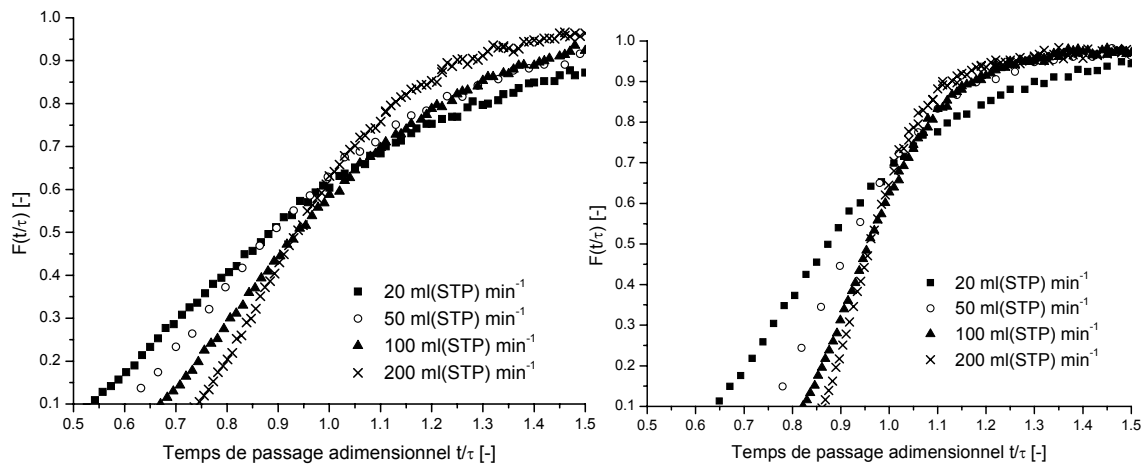 1.0
0.9
0.8
0.7
0.6
0.5
0.4
0.3
0.2
0.1
F(t/τ) [-]
20 ml(STP) min-1
50 ml(STP) min-1
100 ml(STP) min-1
200 ml(STP) min-1
0.5 0.6 0.7 0.8 0.9 1.0 1.1 1.2 1.3 1.4 1.5
Temps de passage adimensionnel t/τ [-]
1.0
0.9
0.8
0.7
0.6
0.5
0.4
0.3
0.2
0.1
F(t/τ) [-]
20 ml(STP) min-1
50 ml(STP) min-1
100 ml(STP) min-1
200 ml(STP) min-1
0.5 0.6 0.7 0.8 0.9 1.0 1.1 1.2 1.3 1.4 1.5
Temps de passage adimensionnel t/τ [-]